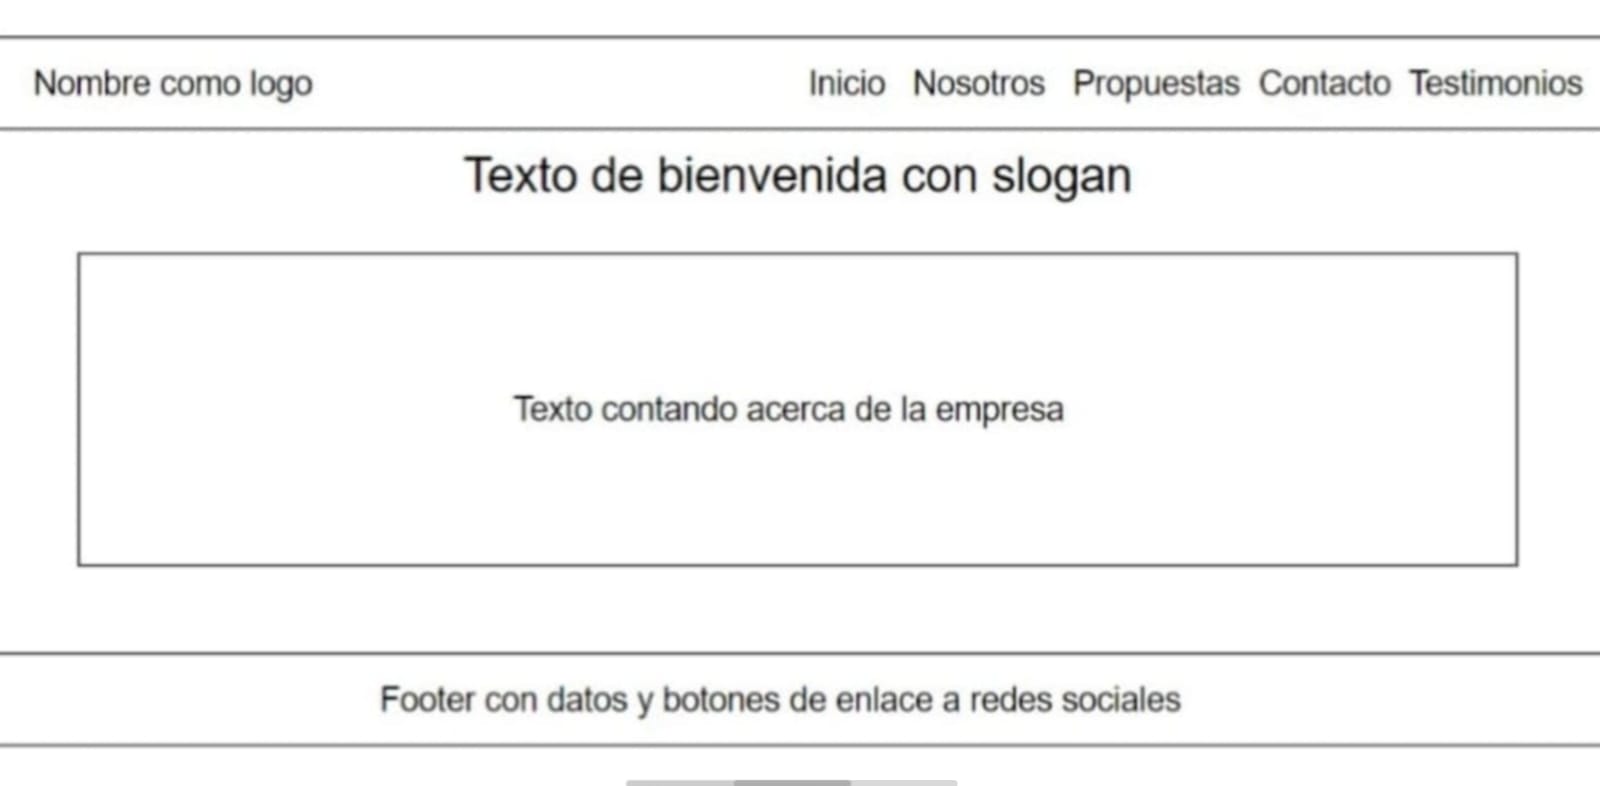 Nombre como logo
Inicio Nosotros Propuestas Contacto Testimonios
Texto de bienvenida con slogan
Texto contando acerca de la empresa
Footer con datos y botones de enlace a redes sociales